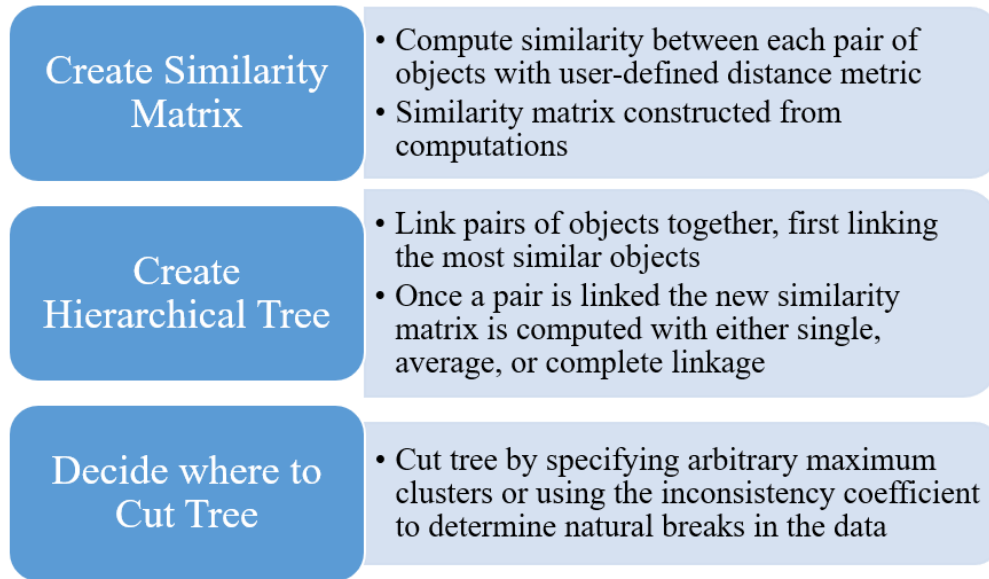 Create Similarity
Matrix
• Compute similarity between each pair of
objects with user-defined distance metric
• Similarity matrix constructed from
computations
Create
Hierarchical Tree
• Link pairs of objects together, first linking
the most similar objects
• Once a pair is linked the new similarity
matrix is computed with either single,
average, or complete linkage
Decide where to
Cut Tree
• Cut tree by specifying arbitrary maximum
clusters or using the inconsistency coefficient
to determine natural breaks in the data